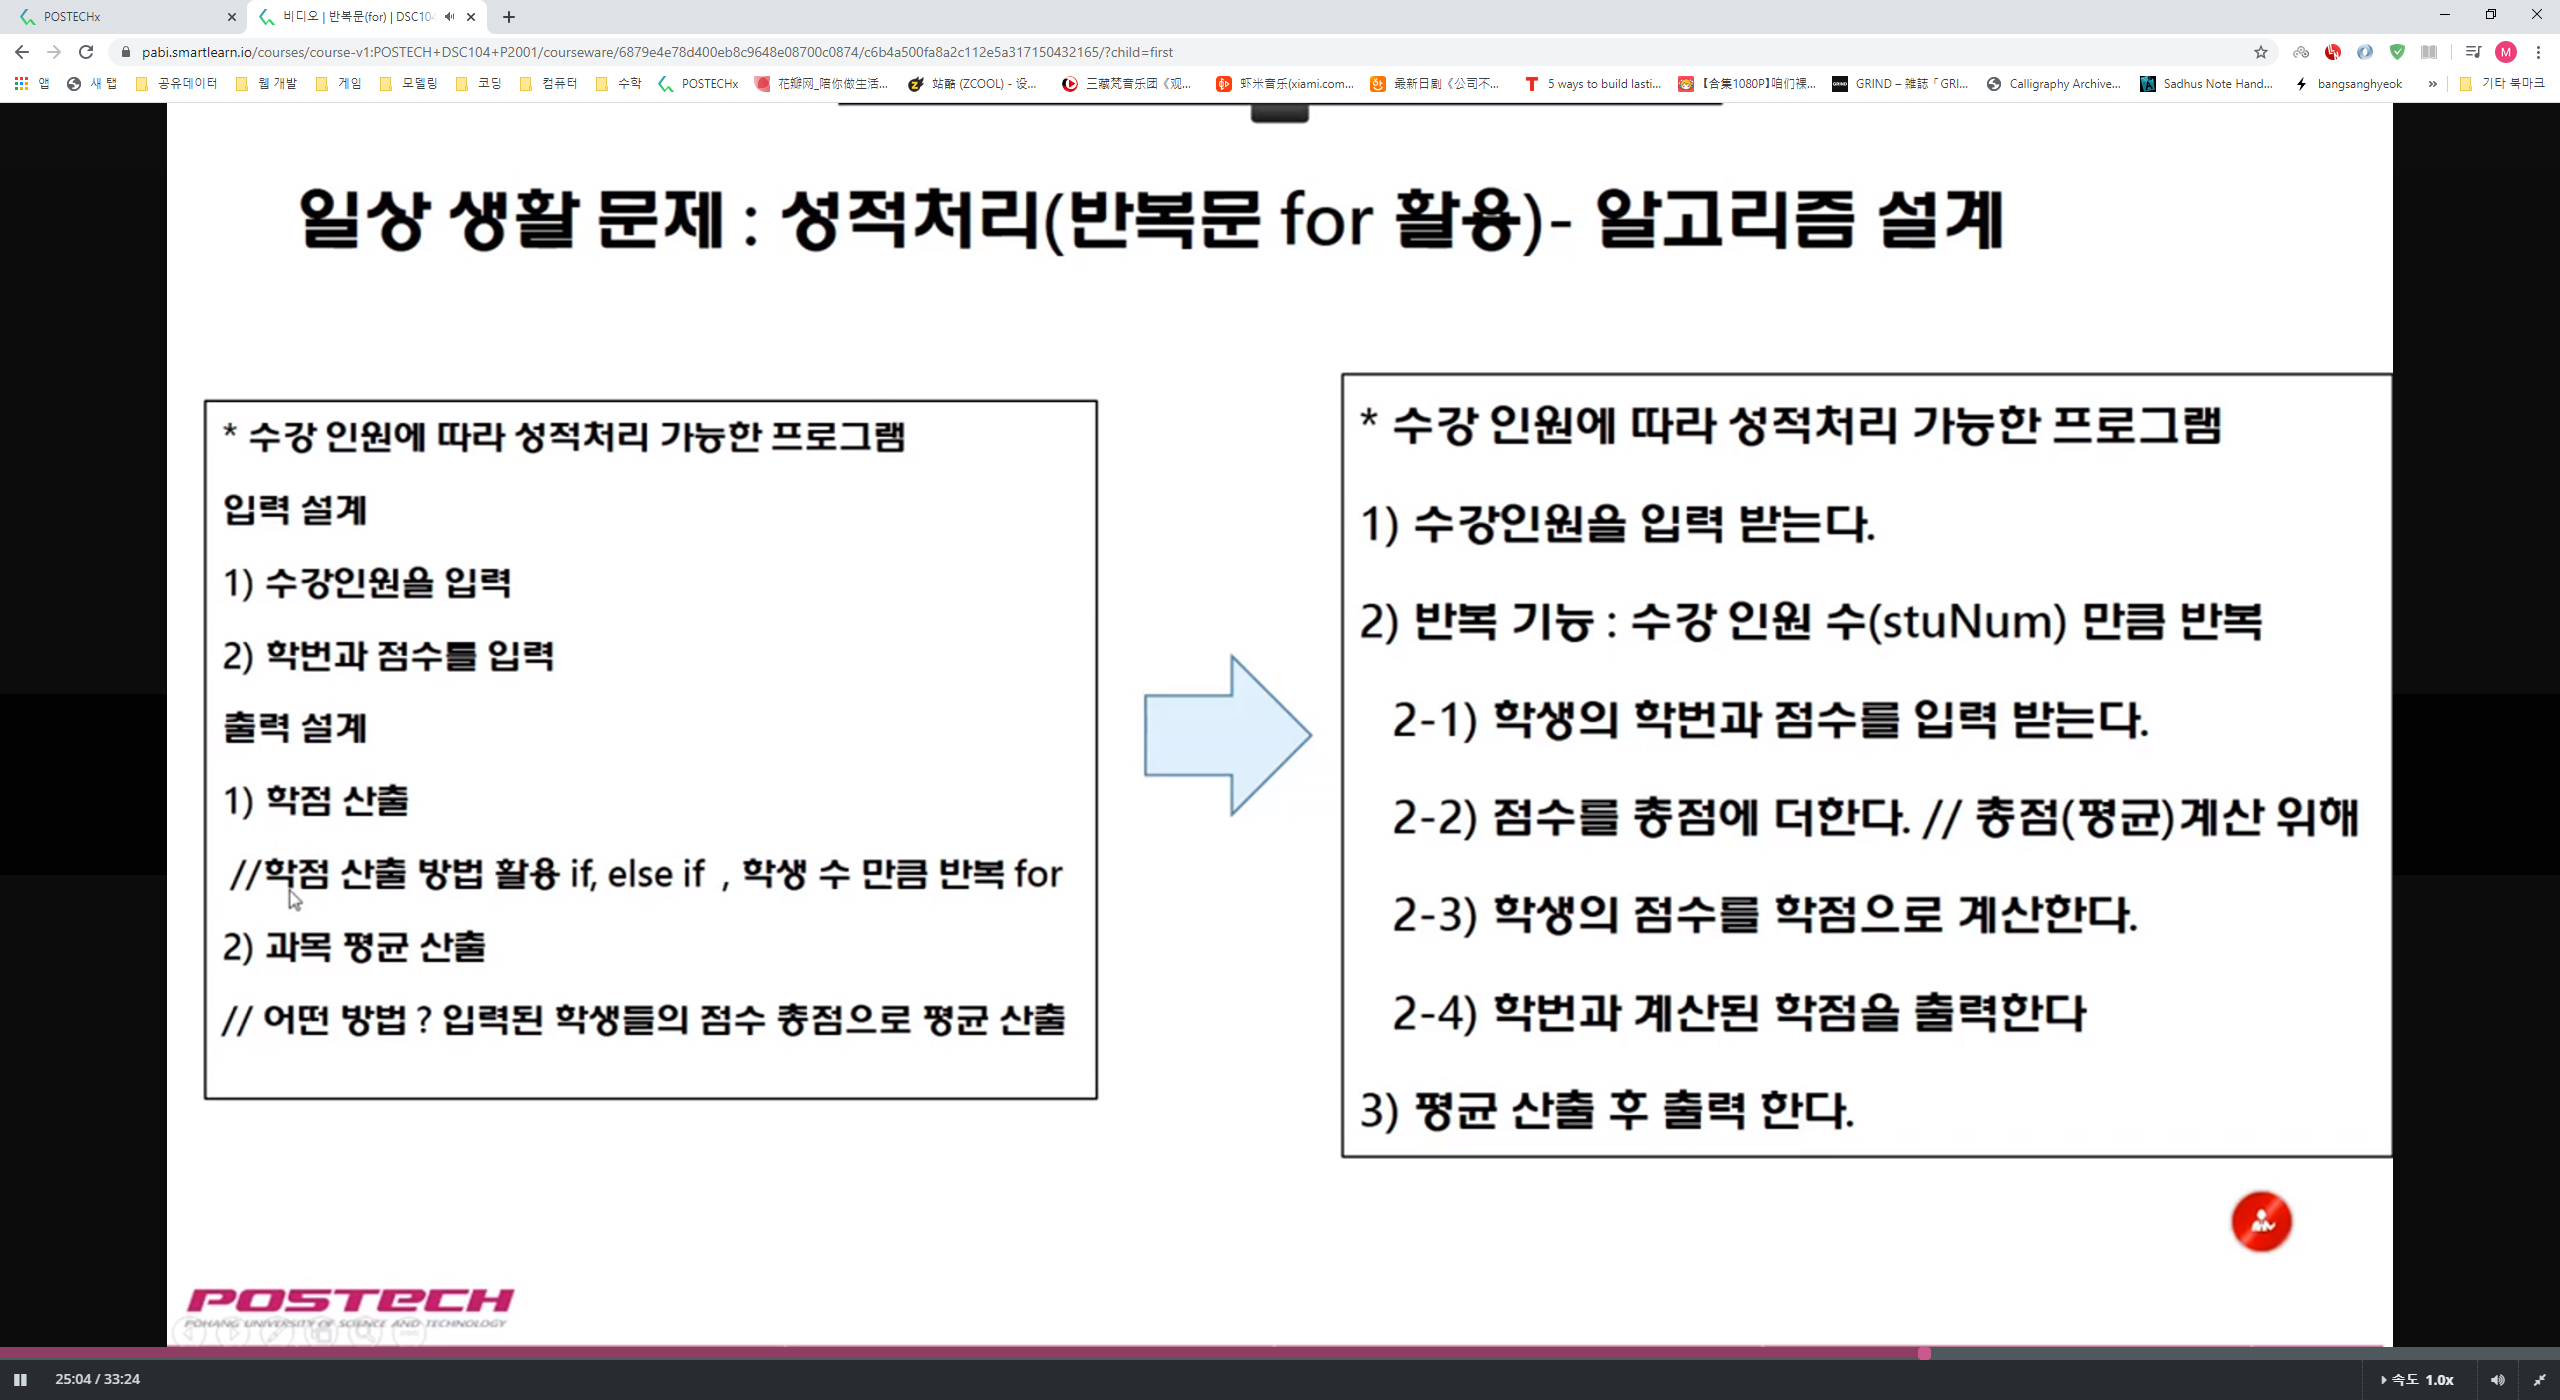 POSTECHx
비디오 | 반복문(for) | DSC10
pabi.smartlearn.io/courses/course-v1:POSTECH+DSC104+P2001/courseware/6879e4e78d400eb8c9648e08700c0874/c6b4a500fa8a2c112e5a317150432165/?child=first
M
앱 새 탭 공유데이터 웹 개발 게임 모델링 코딩 컴퓨터 수학 POSTECHx 花瓣网_陪你做生活... 站酷 (ZCOOL) - 设... 三藏梵音乐团《观... 虾米音乐(xiami.com... 最新日剧《公司不... 5 ways to build lasti... 【合集1080P】咱们裸... GRIND – 雑誌「GRI... Calligraphy Archive... Sadhus Note Hand... bangsanghyeok » 기타 북마크
일상 생활 문제 : 성적처리(반복문 for 활용)- 알고리즘 설계
* 수강 인원에 따라 성적처리 가능한 프로그램
입력 설계
1) 수강인원을 입력
2) 학번과 점수를 입력
출력 설계
1) 학점 산출
//학점 산출 방법 활용 if, else if , 학생 수 만큼 반복 for
2) 과목 평균 산출
// 어떤 방법 ? 입력된 학생들의 점수 총점으로 평균 산출
* 수강 인원에 따라 성적처리 가능한 프로그램
1) 수강인원을 입력 받는다.
2) 반복 기능 : 수강 인원 수(stuNum) 만큼 반복
2-1) 학생의 학번과 점수를 입력 받는다.
2-2) 점수를 총점에 더한다. // 총점(평균)계산 위해
2-3) 학생의 점수를 학점으로 계산한다.
2-4) 학번과 계산된 학점을 출력한다
3) 평균 산출 후 출력 한다.
POSTECH
POHANG UNIVERSITY OF SCIENCE AND TECHNOLOGY
25:04 / 33:24
속도 1.0x